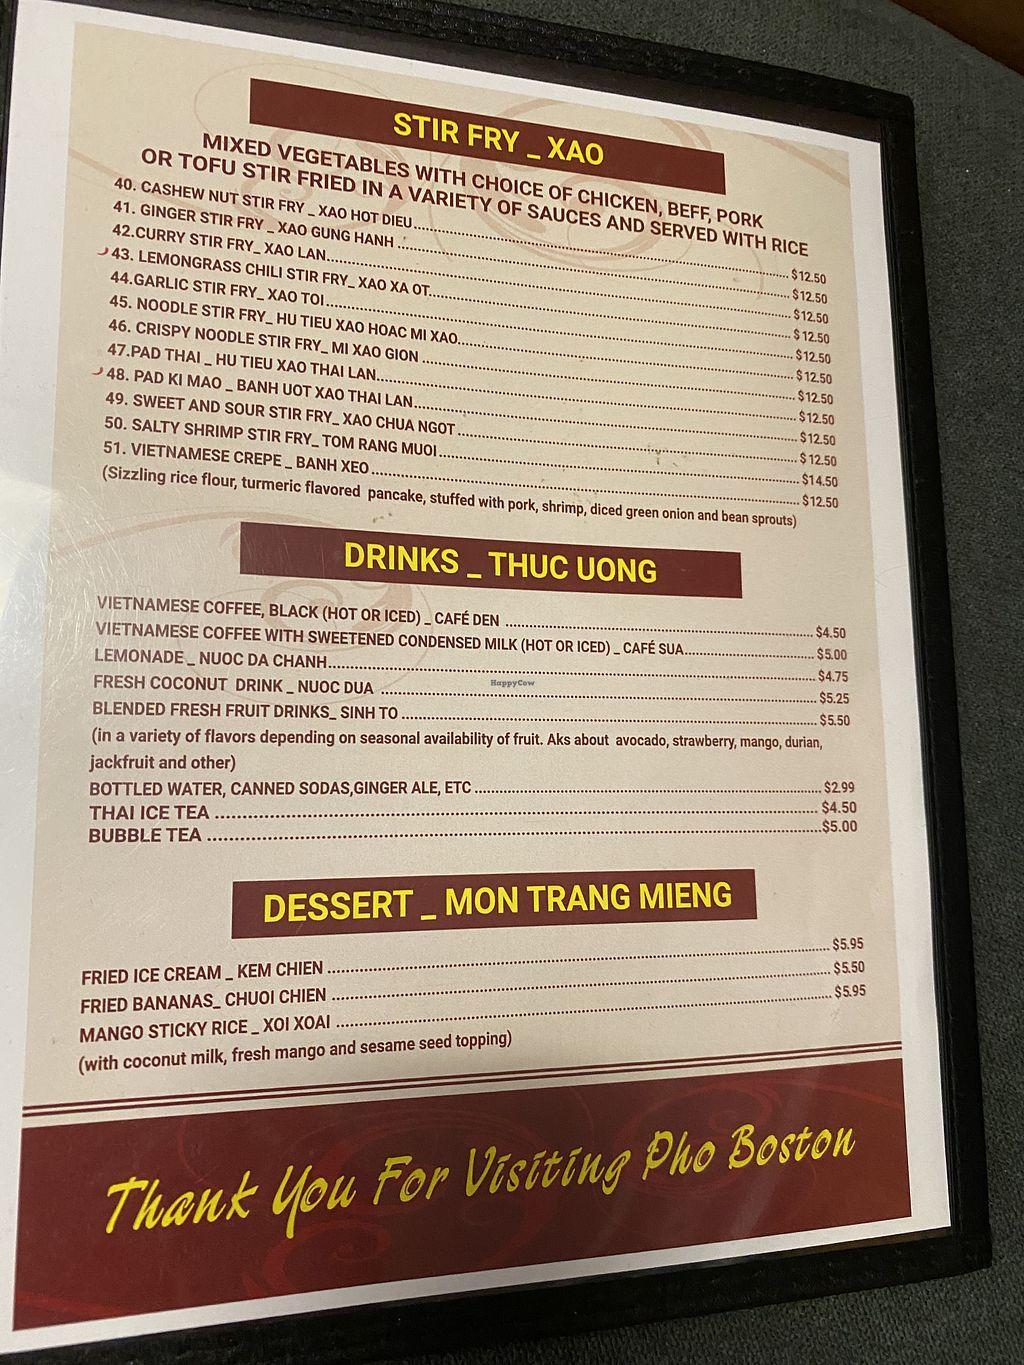 STIR FRY _ XAO
MIXED VEGETABLES WITH CHOICE OF CHICKEN, BEFF, PORK
OR TOFU STIR FRIED IN A VARIETY OF SAUCES AND SERVED WITH RICE
40. CASHEW NUT STIR FRY _ XAO HOT DIEU $12.50
41. GINGER STIR FRY _ XAO GUNG HANH $12.50
42.CURRY STIR FRY_ XAO LAN $12.50
43. LEMONGRASS CHILI STIR FRY_ XAO XA OT $12.50
44.GARLIC STIR FRY_ XAO TOI $12.50
45. NOODLE STIR FRY_ HU TIEU XAO HOAC MI XAO $12.50
46. CRISPY NOODLE STIR FRY_ MI XAO GION $12.50
47.PAD THAI _ HU TIEU XAO THAI LAN $12.50
48. PAD KI MAO _ BANH UOT XAO THAI LAN $12.50
49. SWEET AND SOUR STIR FRY_ XAO CHUA NGOT $12.50
50. SALTY SHRIMP STIR FRY_ TOM RANG MUOI $14.50
51. VIETNAMESE CREPE _ BANH XEO $12.50
(Sizzling rice flour, turmeric flavored pancake, stuffed with pork, shrimp, diced green onion and bean sprouts)
DRINKS _ THUC UONG
VIETNAMESE COFFEE, BLACK (HOT OR ICED) _ CAFÉ DEN $4.50
VIETNAMESE COFFEE WITH SWEETENED CONDENSED MILK (HOT OR ICED) _ CAFÉ SUA $5.00
LEMONADE _ NUOC DA CHANH $4.75
FRESH COCONUT DRINK _ NUOC DUA $5.25
BLENDED FRESH FRUIT DRINKS_ SINH TO $5.50
(in a variety of flavors depending on seasonal availability of fruit. Aks about avocado, strawberry, mango, durian,
jackfruit and other)
BOTTLED WATER, CANNED SODAS,GINGER ALE, ETC $2.99
THAI ICE TEA $4.50
BUBBLE TEA $5.00
DESSERT _ MON TRANG MIENG
FRIED ICE CREAM _ KEM CHIEN $5.95
FRIED BANANAS_ CHUOI CHIEN $5.50
MANGO STICKY RICE _ XOI XOAI $5.95
(with coconut milk, fresh mango and sesame seed topping)
Thank You For Visiting Pho Boston
HappyCow